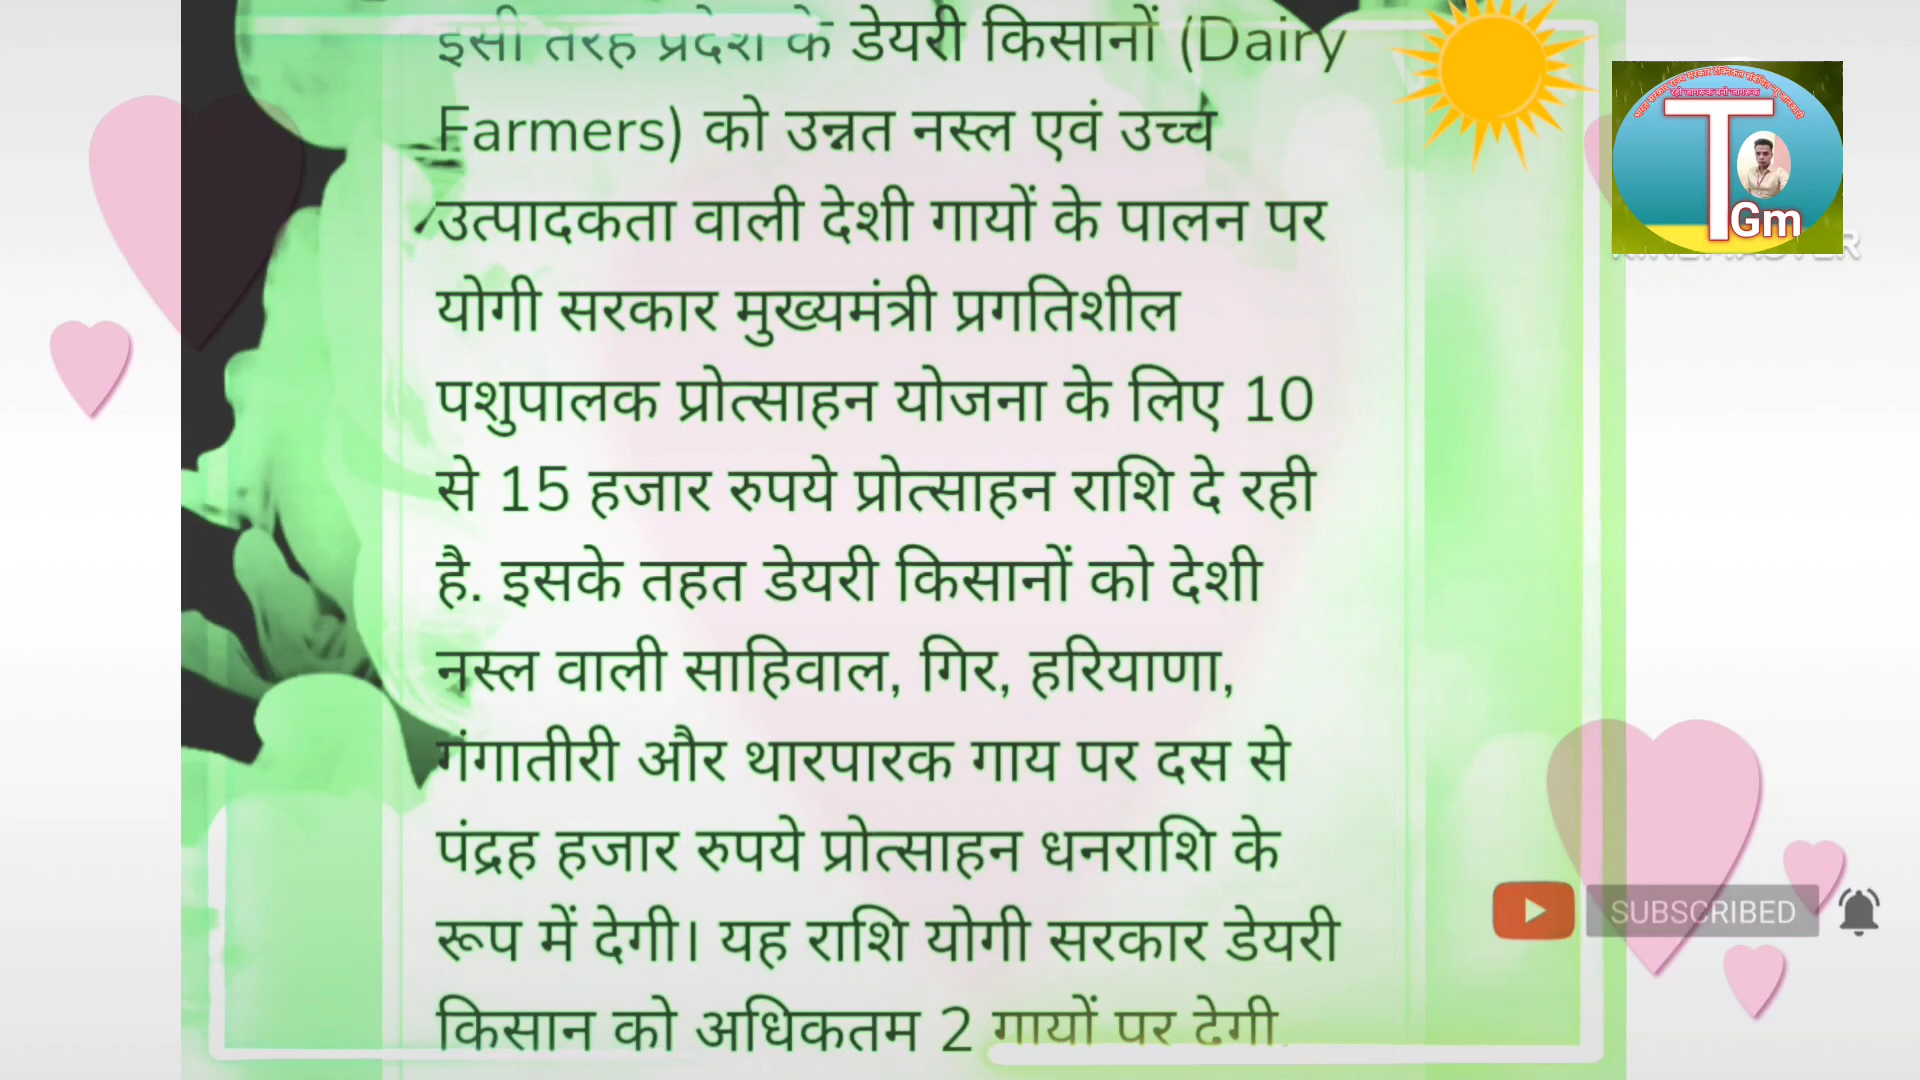 इसी तरह प्रदेश के डेयरी किसानों (Dairy
Farmers) को उन्नत नस्ल एवं उच्च
उत्पादकता वाली देशी गायों के पालन पर
योगी सरकार मुख्यमंत्री प्रगतिशील
पशुपालक प्रोत्साहन योजना के लिए 10
से 15 हजार रुपये प्रोत्साहन राशि दे रही
है. इसके तहत डेयरी किसानों को देशी
नस्ल वाली साहिवाल, गिर, हरियाणा,
गंगातीरी और थारपारक गाय पर दस से
पंद्रह हजार रुपये प्रोत्साहन धनराशि के
रूप में देगी। यह राशि योगी सरकार डेयरी
किसान को अधिकतम 2 गायों पर देगी.
T
Gm
SUBSCRIBED